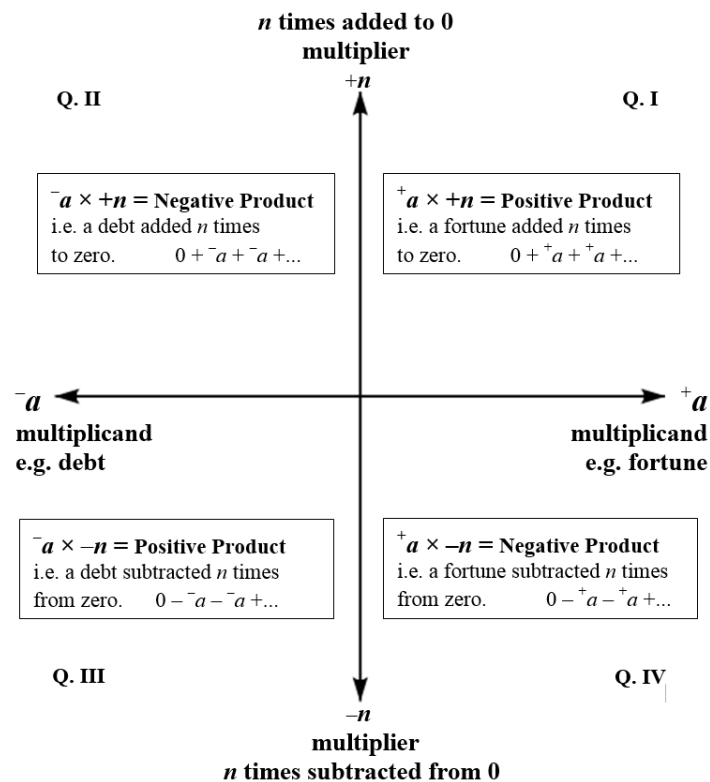 n times added to 0
multiplier
+n
Q. II
Q. I
⁻a × +n = Negative Product
i.e. a debt added n times
to zero. 0 + ⁻a + ⁻a +...
⁺a × +n = Positive Product
i.e. a fortune added n times
to zero. 0 + ⁺a + ⁺a +...
⁻a
multiplicand
e.g. debt
⁺a
multiplicand
e.g. fortune
⁻a × –n = Positive Product
i.e. a debt subtracted n times
from zero. 0 – ⁻a – ⁻a +...
⁺a × –n = Negative Product
i.e. a fortune subtracted n times
from zero. 0 – ⁺a – ⁺a +...
Q. III
Q. IV
–n
multiplier
n times subtracted from 0